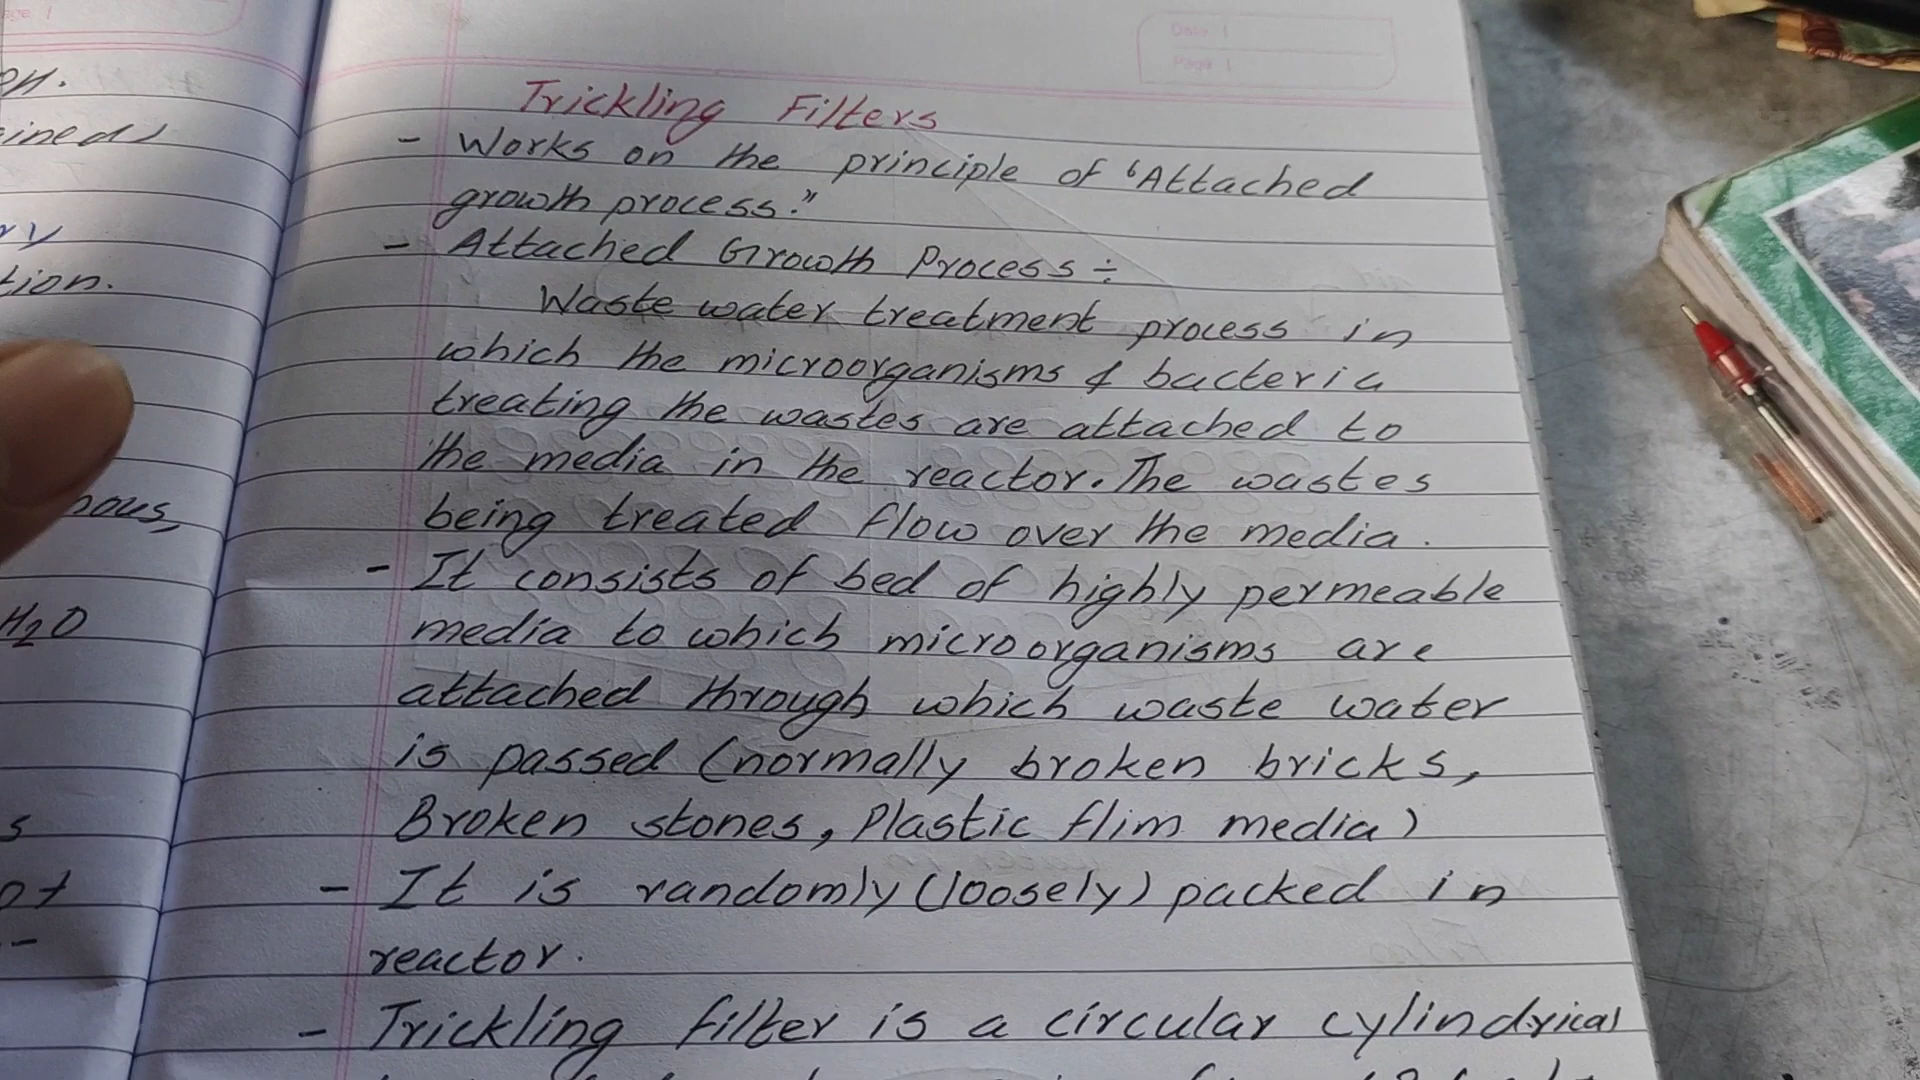 Date
Page
Trickling Filters
- Works on the principle of "Attached
growth process."
- Attached Growth Process ÷
Waste water treatment process in
which the microorganisms & bacteria
treating the wastes are attached to
the media in the reactor. The wastes
being treated flow over the media.
- It consists of bed of highly permeable
media to which microorganisms are
attached through which waste water
is passed (normally broken bricks,
Broken stones, Plastic flim media)
- It is randomly (loosely) packed in
reactor.
- Trickling filter is a circular cylindrical
tion.
H2O